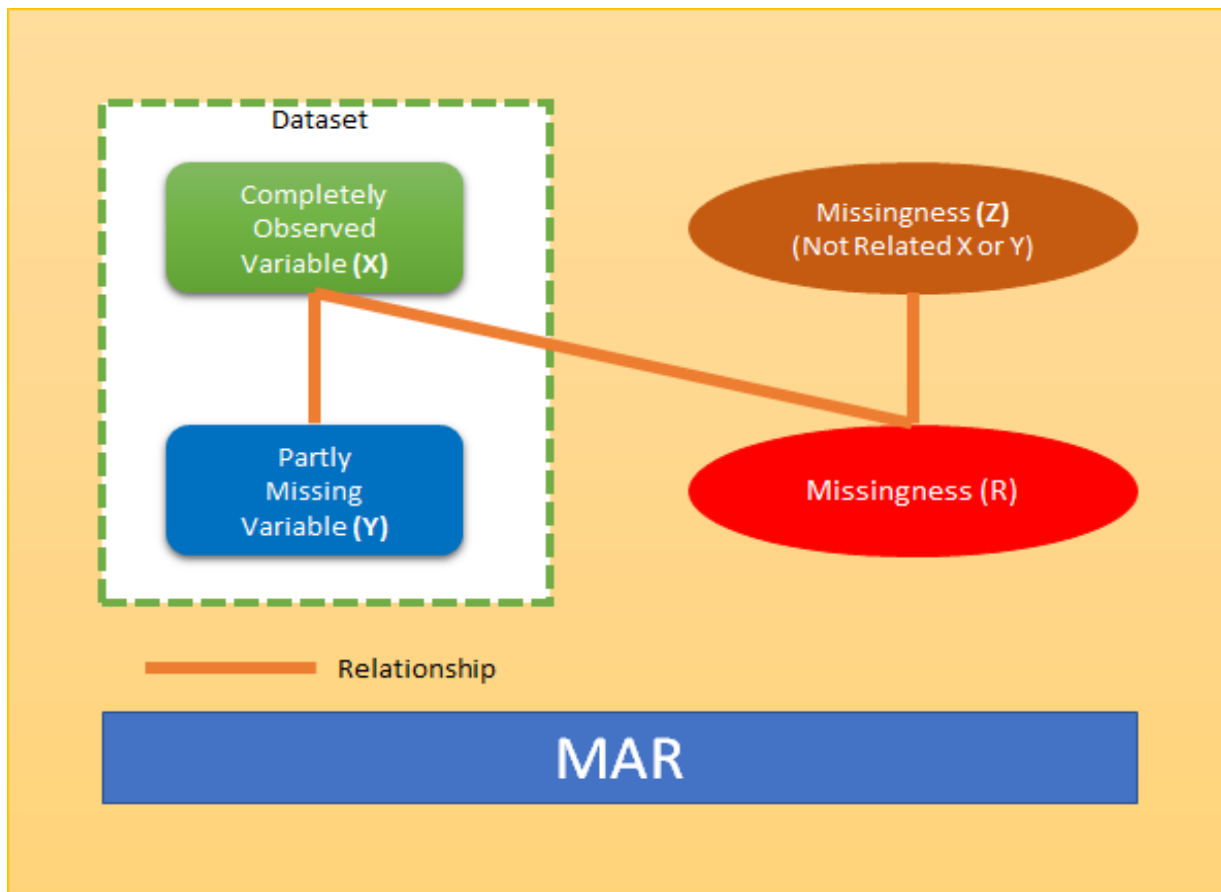 Dataset
Completely
Observed
Variable (X)
Missingness (Z)
(Not Related X or Y)
Partly
Missing
Variable (Y)
Missingness (R)
Relationship
MAR